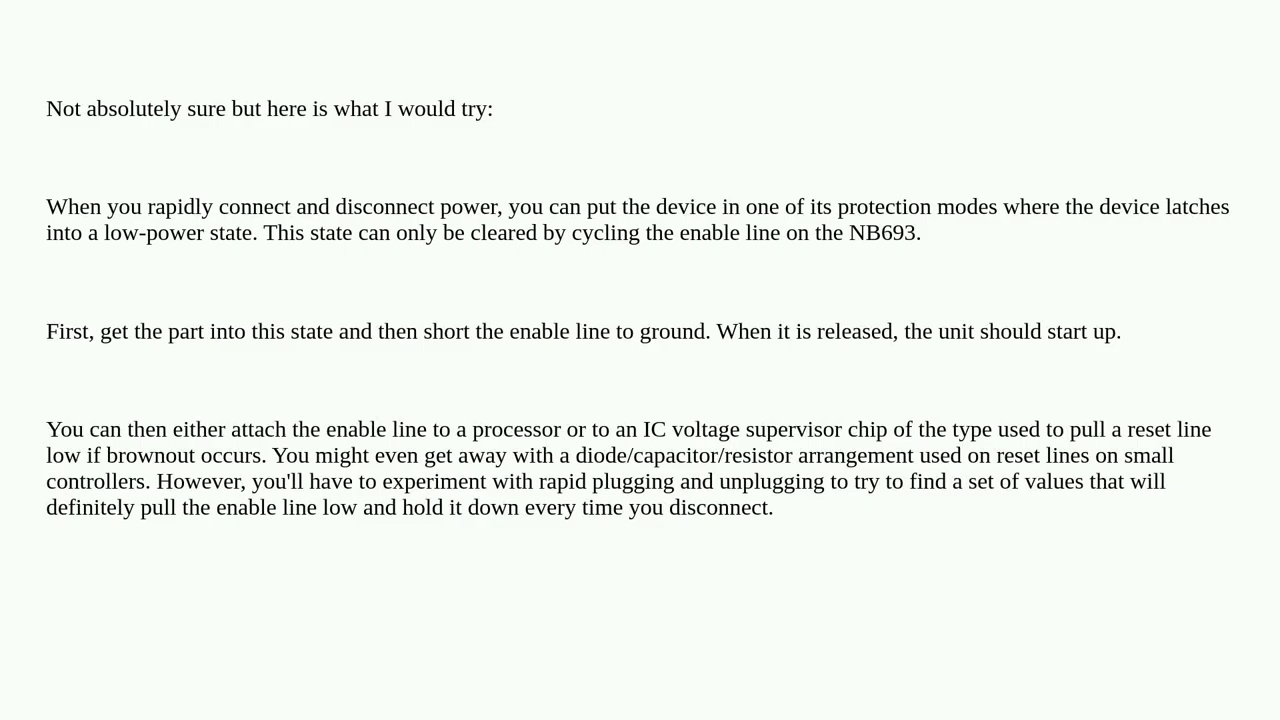 Not absolutely sure but here is what I would try:
When you rapidly connect and disconnect power, you can put the device in one of its protection modes where the device latches
into a low-power state. This state can only be cleared by cycling the enable line on the NB693.
First, get the part into this state and then short the enable line to ground. When it is released, the unit should start up.
You can then either attach the enable line to a processor or to an IC voltage supervisor chip of the type used to pull a reset line
low if brownout occurs. You might even get away with a diode/capacitor/resistor arrangement used on reset lines on small
controllers. However, you'll have to experiment with rapid plugging and unplugging to try to find a set of values that will
definitely pull the enable line low and hold it down every time you disconnect.